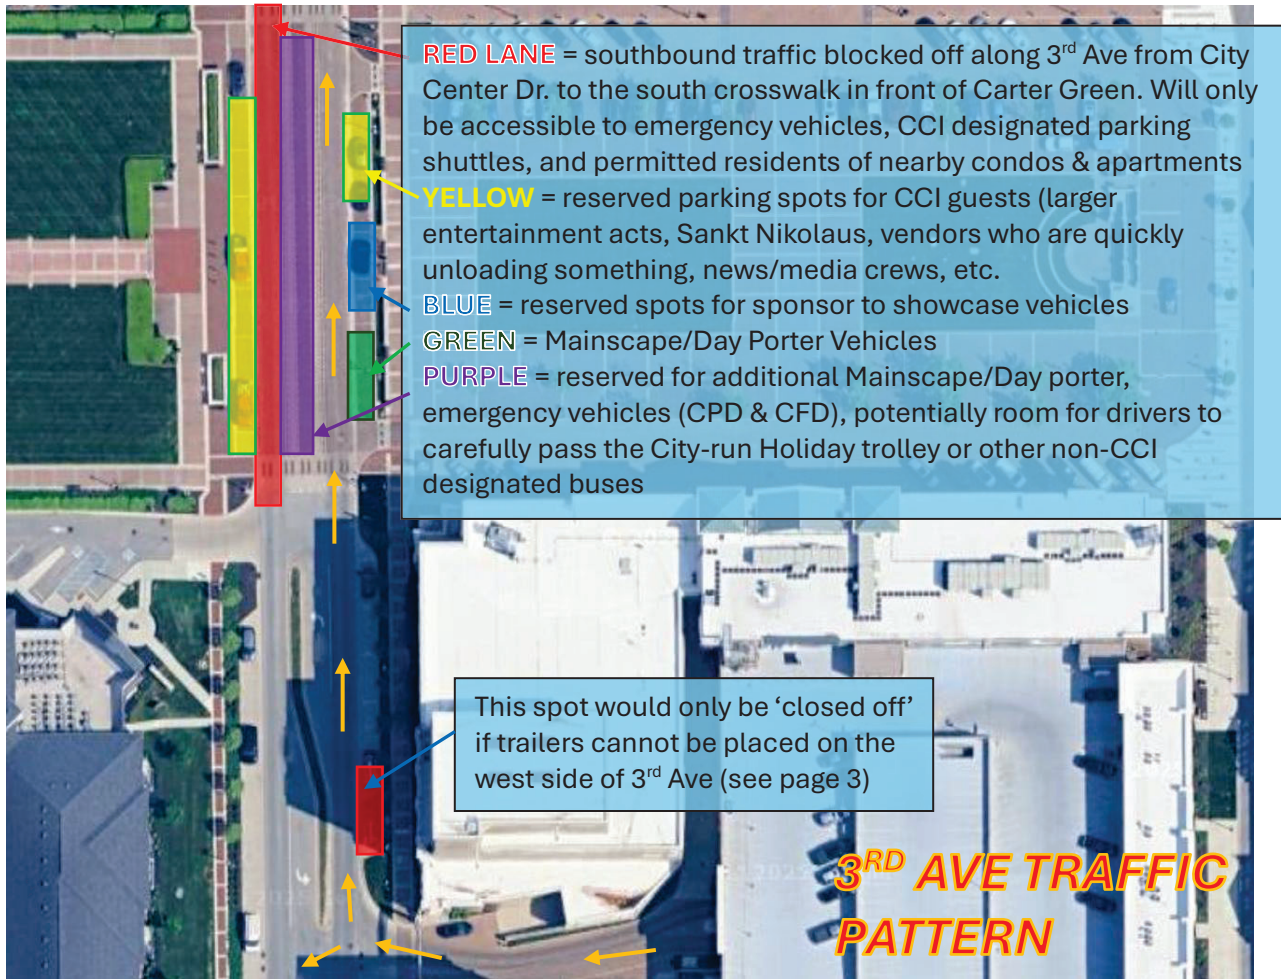 RED LANE = southbound traffic blocked off along 3rd Ave from City
Center Dr. to the south crosswalk in front of Carter Green. Will only
be accessible to emergency vehicles, CCI designated parking
shuttles, and permitted residents of nearby condos & apartments
YELLOW = reserved parking spots for CCI guests (larger
entertainment acts, Sankt Nikolaus, vendors who are quickly
unloading something, news/media crews, etc.
BLUE = reserved spots for sponsor to showcase vehicles
GREEN = Mainscape/Day Porter Vehicles
PURPLE = reserved for additional Mainscape/Day porter,
emergency vehicles (CPD & CFD), potentially room for drivers to
carefully pass the City-run Holiday trolley or other non-CCI
designated buses
This spot would only be ‘closed off’
if trailers cannot be placed on the
west side of 3rd Ave (see page 3)
3RD AVE TRAFFIC
PATTERN